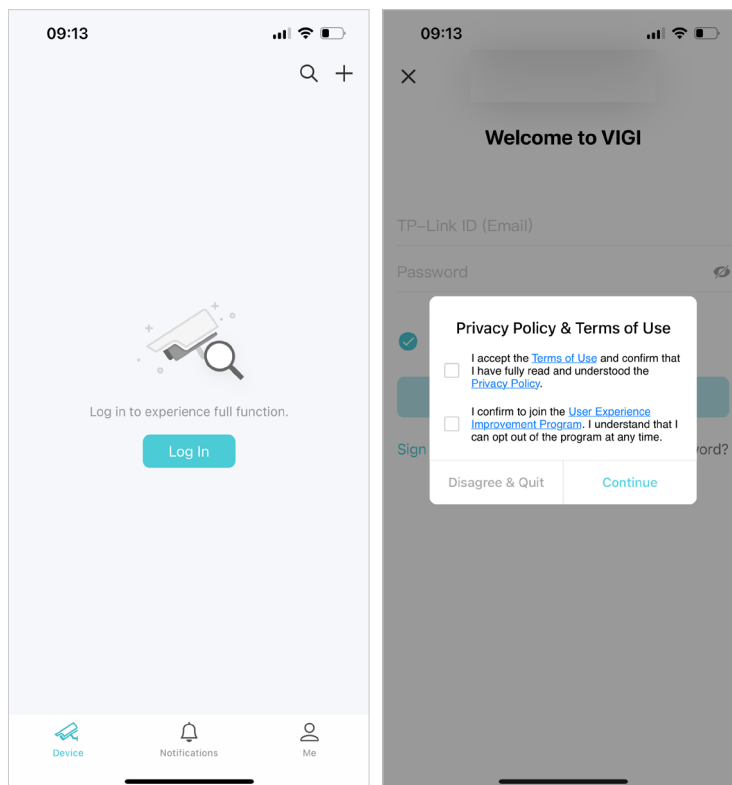 09:13
Log in to experience full function.
Log In
Device
Notifications
Me
09:13
Welcome to VIGI
TP-Link ID (Email)
Password
Privacy Policy & Terms of Use
I accept the Terms of Use and confirm that
I have fully read and understood the
Privacy Policy.
I confirm to join the User Experience
Improvement Program. I understand that I
can opt out of the program at any time.
Sign
word?
Disagree & Quit
Continue